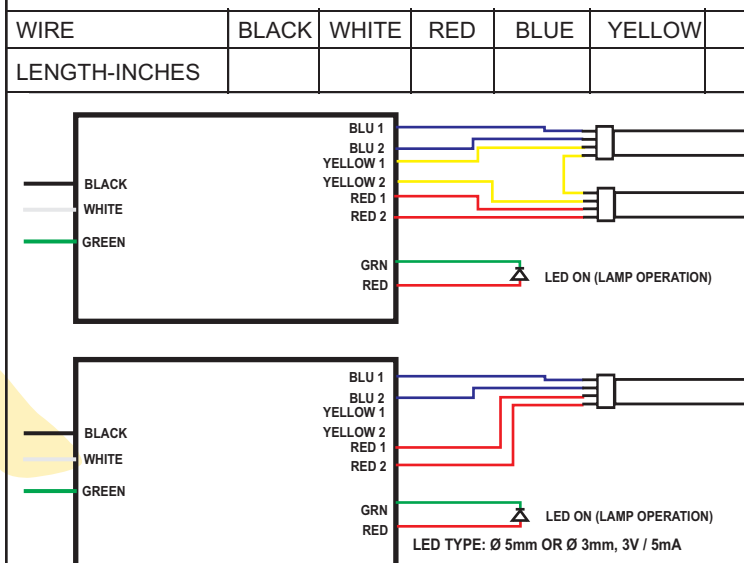 WIRE BLACK WHITE RED BLUE YELLOW
LENGTH-INCHES
BLU 1
BLU 2
YELLOW 1
BLACK YELLOW 2
RED 1
WHITE RED 2
GREEN
GRN
RED LED ON (LAMP OPERATION)
BLU 1
BLU 2
YELLOW 1
BLACK YELLOW 2
RED 1
WHITE RED 2
GREEN
GRN
RED LED ON (LAMP OPERATION)
LED TYPE: Ø 5mm OR Ø 3mm, 3V / 5mA